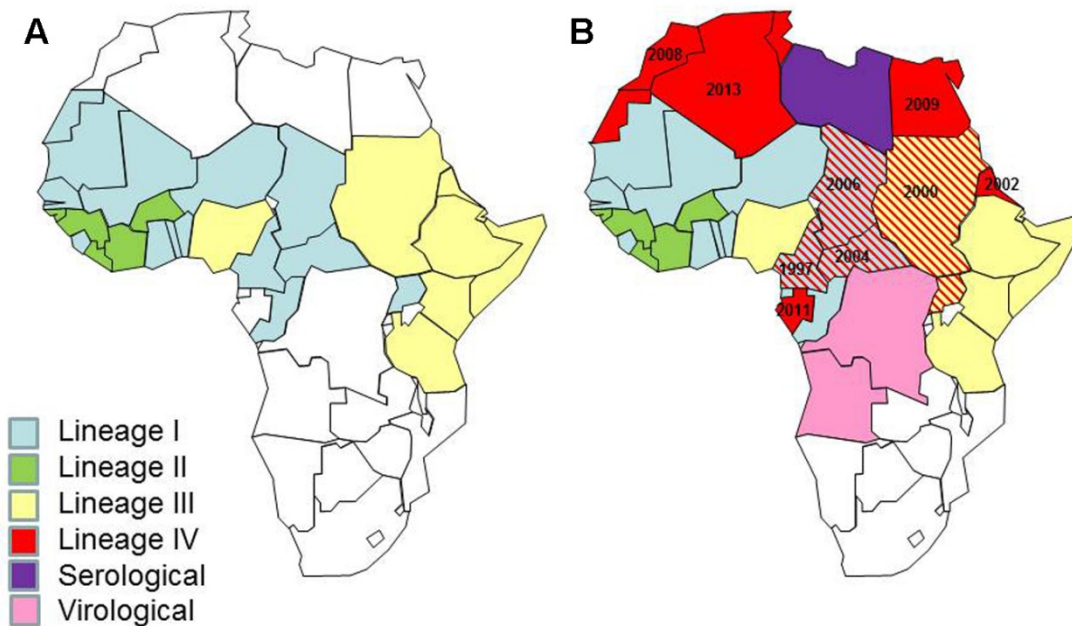 A
B
2008
2013
2009
2006
2000
2002
1997
2004
2011
Lineage I
Lineage II
Lineage III
Lineage IV
Serological
Virological